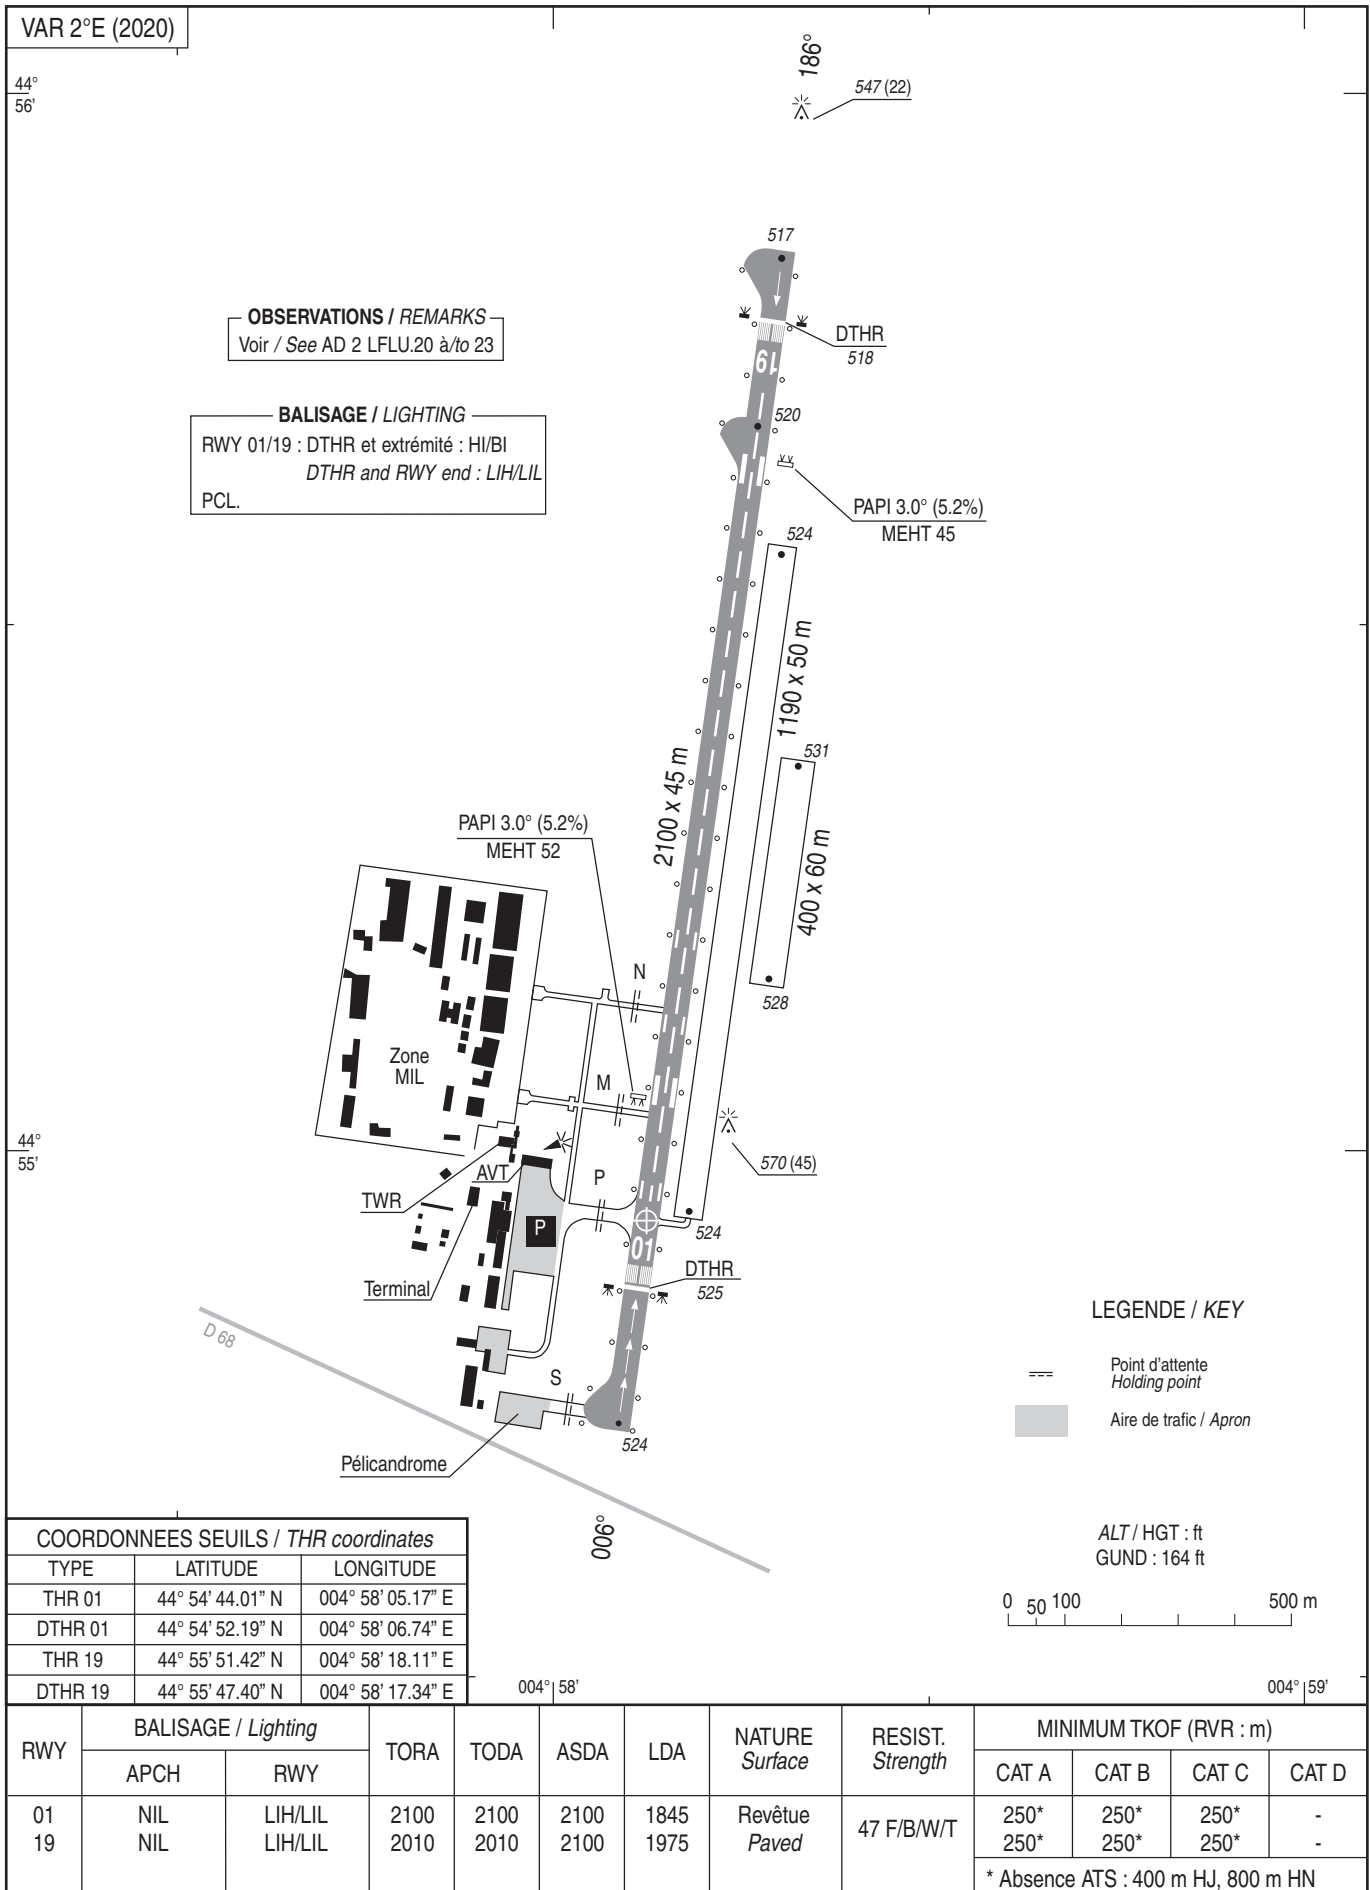 VAR 2°E (2020)
44°
56’
186°
547 (22)
517
OBSERVATIONS / REMARKS
Voir / See AD 2 LFLU.20 à/to 23
DTHR
518
19
BALISAGE / LIGHTING
RWY 01/19 : DTHR et extrémité : HI/BI
DTHR and RWY end : LIH/LIL
PCL.
520
PAPI 3.0° (5.2%)
MEHT 45
524
1190 x 50 m
2100 x 45 m
531
PAPI 3.0° (5.2%)
MEHT 52
400 x 60 m
N
528
Zone
MIL
M
44°
55’
570 (45)
AVT
P
TWR
P
524
01
Terminal
DTHR
525
D 68
S
LEGENDE / KEY
Point d’attente
Holding point
Aire de trafic / Apron
524
Pélicandrome
006°
ALT / HGT : ft
GUND : 164 ft
0 50 100 500 m
COORDONNEES SEUILS / THR coordinates
TYPE LATITUDE LONGITUDE
THR 01 44° 54’ 44.01” N 004° 58’ 05.17” E
DTHR 01 44° 54’ 52.19” N 004° 58’ 06.74” E
THR 19 44° 55’ 51.42” N 004° 58’ 18.11” E
DTHR 19 44° 55’ 47.40” N 004° 58’ 17.34” E
004° 58’ 004° 59’
RWY BALISAGE / Lighting TORA TODA ASDA LDA NATURE Surface RESIST. Strength MINIMUM TKOF (RVR : m)
APCH RWY CAT A CAT B CAT C CAT D
01 NIL LIH/LIL 2100 2100 2100 1845 Revêtue 47 F/B/W/T 250* 250* 250* -
19 NIL LIH/LIL 2010 2010 2100 1975 Paved 250* 250* 250* -
* Absence ATS : 400 m HJ, 800 m HN